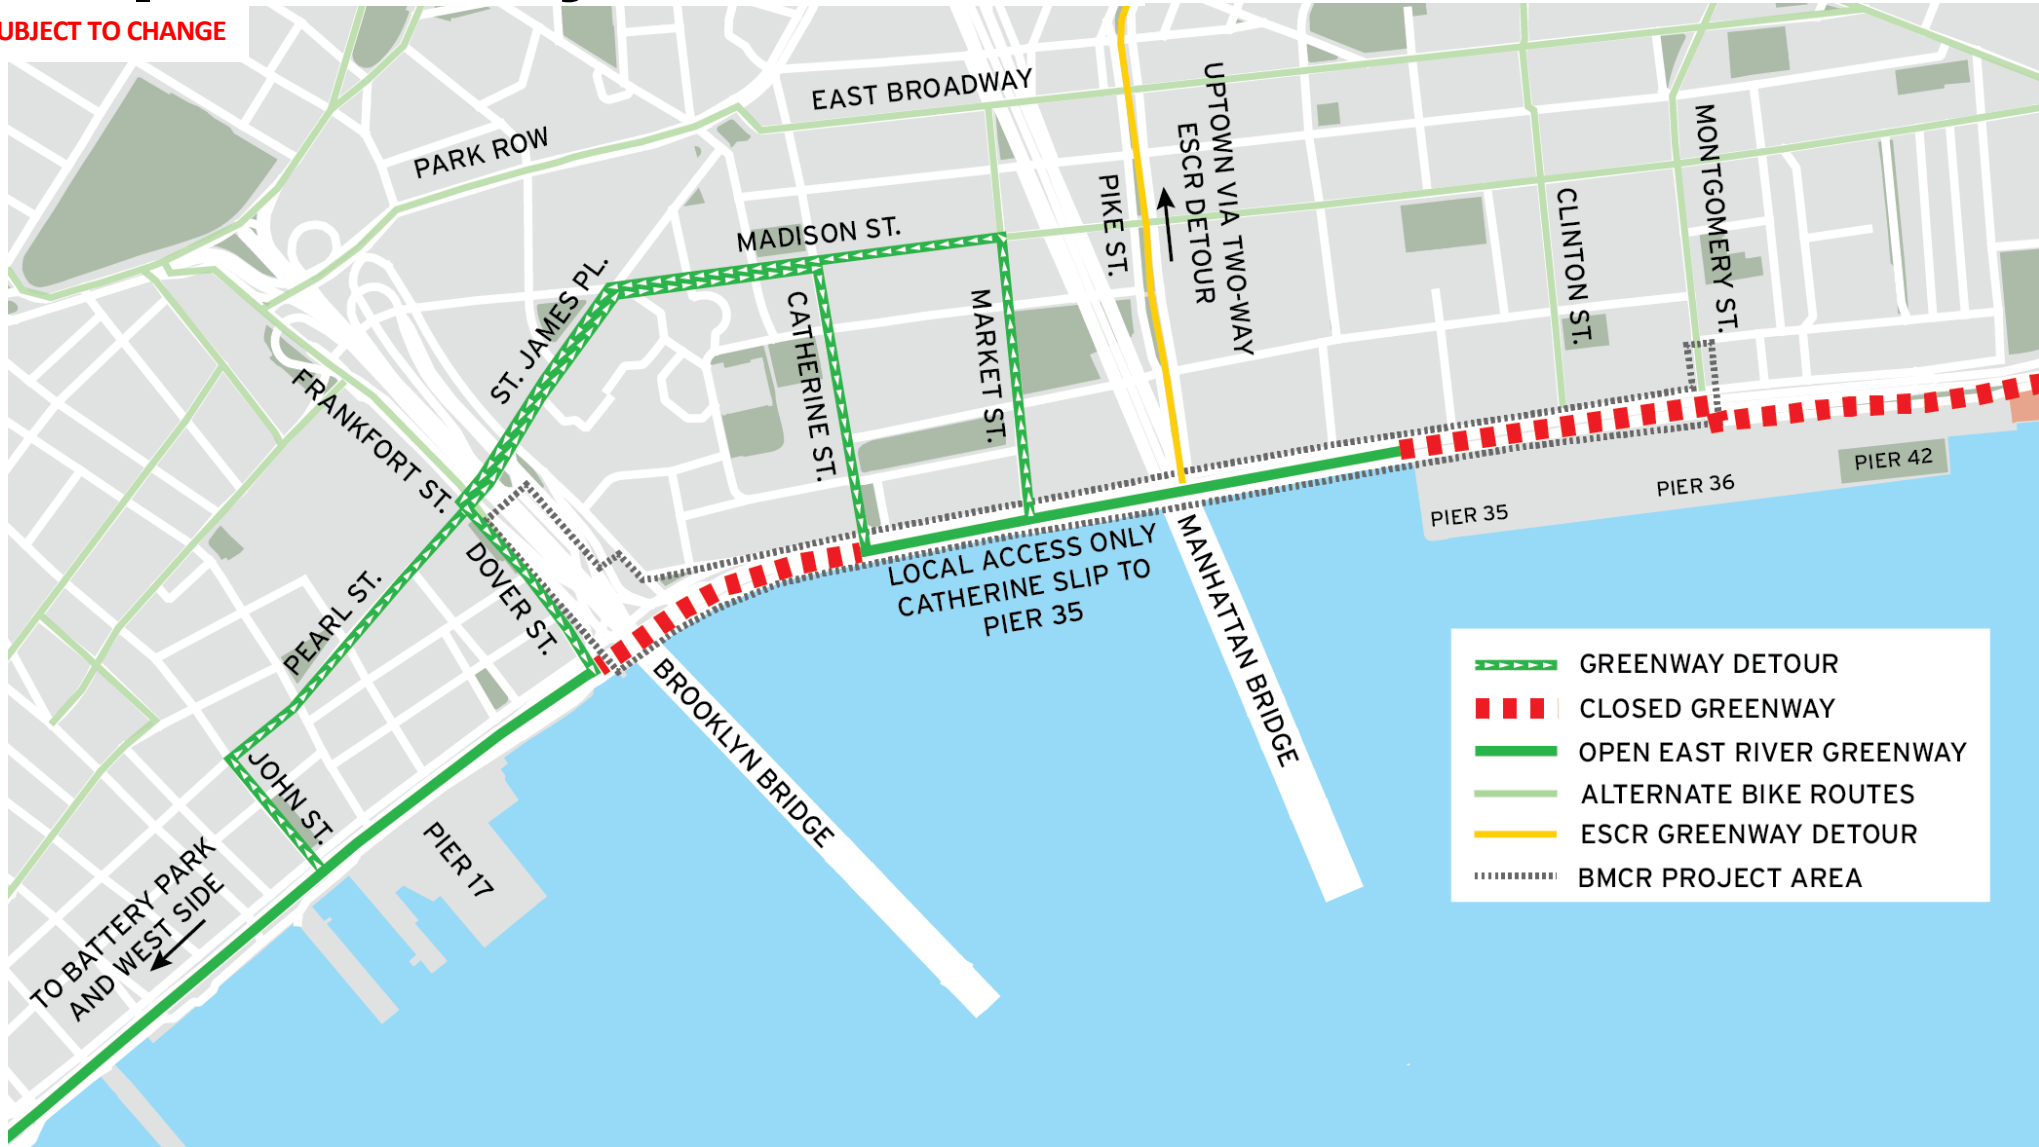 UBJECT TO CHANGE
EAST BROADWAY
PARK ROW
UPTOWN VIA TWO-WAY
ESCR DETOUR
PIKE ST.
MONTGOMERY ST.
CLINTON ST.
MADISON ST.
ST. JAMES PL.
CATHERINE ST.
MARKET ST.
FRANKFORT ST.
DOVER ST.
PEARL ST.
JOHN ST.
PIER 42
PIER 36
PIER 35
LOCAL ACCESS ONLY
CATHERINE SLIP TO
PIER 35
MANHATTAN BRIDGE
BROOKLYN BRIDGE
PIER 17
TO BATTERY PARK
AND WEST SIDE
GREENWAY DETOUR
CLOSED GREENWAY
OPEN EAST RIVER GREENWAY
ALTERNATE BIKE ROUTES
ESCR GREENWAY DETOUR
BMCR PROJECT AREA